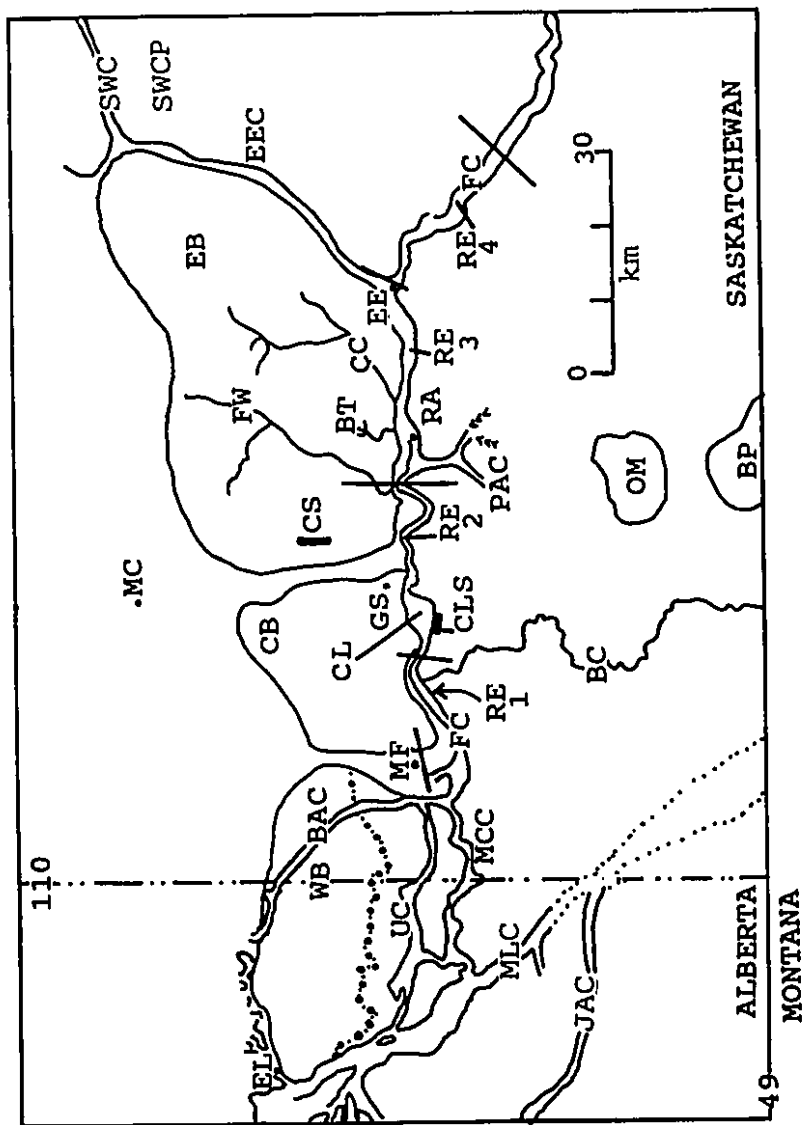 110
SWC
SWCP
EEC
EB
MC
CB
FW
CC
BT
CS
EE
FC
RE
4
RE
3
RA
PAC
RE
2
GS
CL
CLS
RE
1
BC
FC
MF
BAC
WB
EL
UC
MCC
MLC
JAC
OM
BP
0
30
km
SASKATCHEWAN
ALBERTA
MONTANA
49